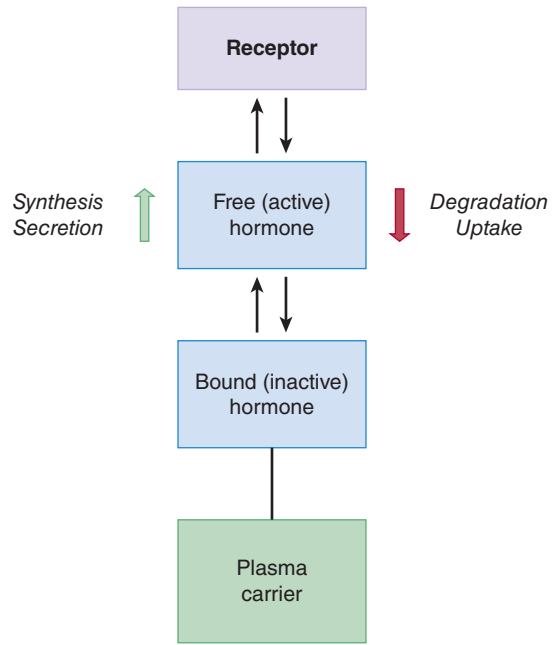 Receptor
Synthesis
Secretion
Free (active)
hormone
Degradation
Uptake
Bound (inactive)
hormone
Plasma
carrier